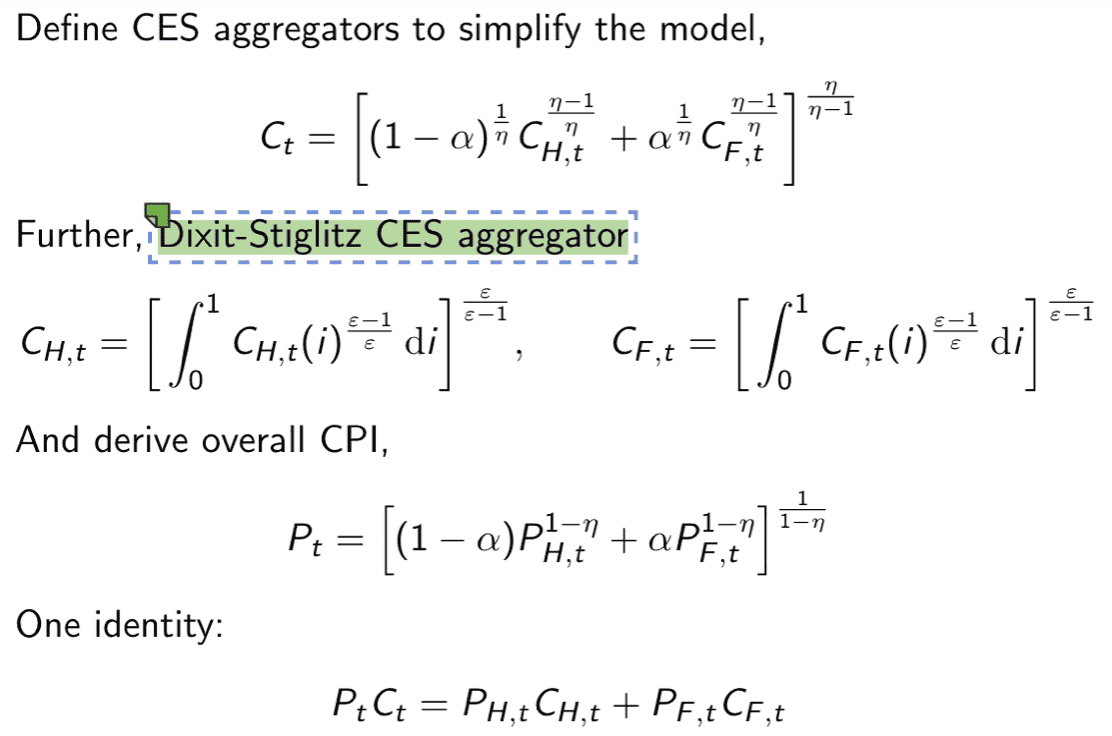 Define CES aggregators to simplify the model,
$C_t = \left[ (1-\alpha)^{\frac{1}{\eta}} C_{H,t}^{\frac{\eta-1}{\eta}} + \alpha^{\frac{1}{\eta}} C_{F,t}^{\frac{\eta-1}{\eta}} \right]^{\frac{\eta}{\eta-1}}$
Further, Dixit-Stiglitz CES aggregator
$C_{H,t} = \left[ \int_0^1 C_{H,t}(i)^{\frac{\varepsilon-1}{\varepsilon}} \, \mathrm{d}i \right]^{\frac{\varepsilon}{\varepsilon-1}}, \quad C_{F,t} = \left[ \int_0^1 C_{F,t}(i)^{\frac{\varepsilon-1}{\varepsilon}} \, \mathrm{d}i \right]^{\frac{\varepsilon}{\varepsilon-1}}$
And derive overall CPI,
$P_t = \left[ (1-\alpha) P_{H,t}^{1-\eta} + \alpha P_{F,t}^{1-\eta} \right]^{\frac{1}{1-\eta}}$
One identity:
$P_t C_t = P_{H,t} C_{H,t} + P_{F,t} C_{F,t}$